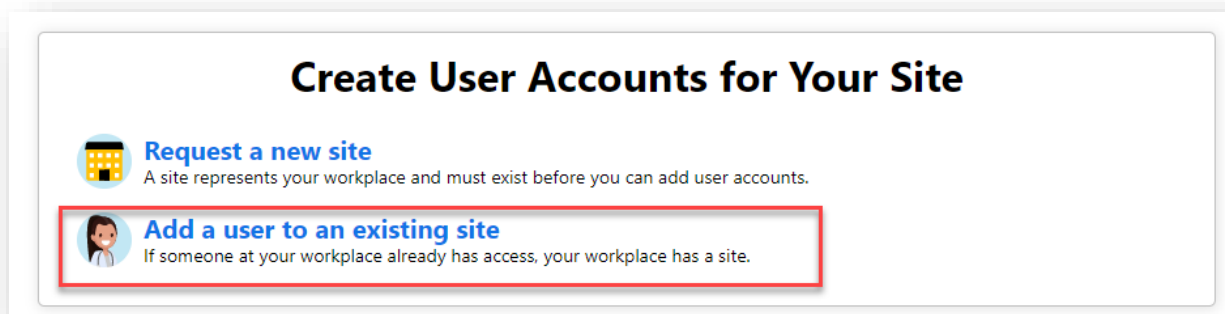 Create User Accounts for Your Site
Request a new site
A site represents your workplace and must exist before you can add user accounts.
Add a user to an existing site
If someone at your workplace already has access, your workplace has a site.